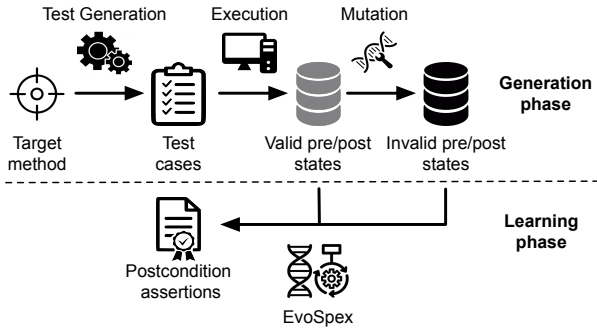 Test Generation
Execution
Mutation
Generation
phase
Target
method
Test
cases
Valid pre/post
states
Invalid pre/post
states
Learning
phase
Postcondition
assertions
EvoSpex